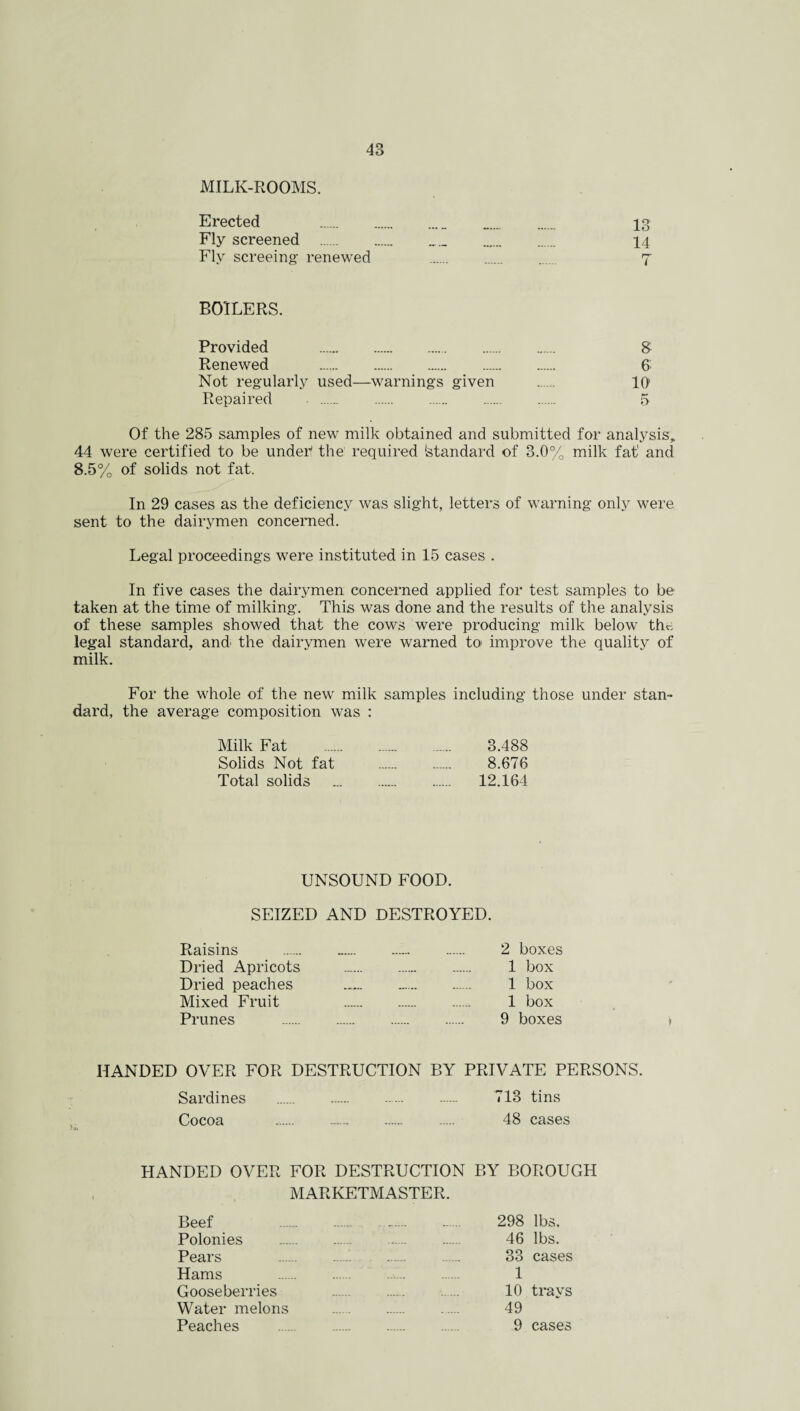 43
MILK-ROOMS.
Erected ...... ...... ...... ...... ...... 13
Fly screened ...... ...... ...... ...... ...... 14
Fly screeing renewed ...... ...... ...... 7
BOILERS.
Provided ...... ...... ...... ...... ...... 8
Renewed ...... ...... ...... ...... ...... 6
Not regularly used—warnings given ...... 10
Repaired ...... ...... ...... ...... ...... 5
Of the 285 samples of new milk obtained and submitted for analysis,
44 were certified to be under the required standard of 3.0% milk fat and
8.5% of solids not fat.
In 29 cases as the deficiency was slight, letters of warning only were
sent to the dairymen concerned.
Legal proceedings were instituted in 15 cases .
In five cases the dairymen concerned applied for test samples to be
taken at the time of milking. This was done and the results of the analysis
of these samples showed that the cows were producing milk below the
legal standard, and the dairymen were warned to improve the quality of
milk.
For the whole of the new milk samples including those under stan-
dard, the average composition was :
Milk Fat ...... ...... ...... 3.488
Solids Not fat ...... ...... 8.676
Total solids ... ...... ...... 12.164
UNSOUND FOOD.
SEIZED AND DESTROYED.
Raisins ...... ...... ...... ...... 2 boxes
Dried Apricots ...... ...... ...... 1 box
Dried peaches ...... ...... ...... 1 box
Mixed Fruit ...... ...... ...... 1 box
Prunes ...... ...... ...... ...... 9 boxes
HANDED OVER FOR DESTRUCTION BY PRIVATE PERSONS.
Sardines ...... ...... ...... ...... 713 tins
Cocoa ...... ...... ...... ...... 48 cases
HANDED OVER FOR DESTRUCTION BY BOROUGH
MARKETMASTER.
Beef ...... ...... ...... ...... 298 lbs.
Polonies ...... ...... ...... ...... 46 lbs.
Pears ...... ...... ...... ...... 33 cases
Hams ...... ...... ...... ...... 1
Gooseberries ...... ...... ...... 10 trays
Water melons ...... ...... ...... 49
Peaches ...... ...... ...... ...... 9 cases